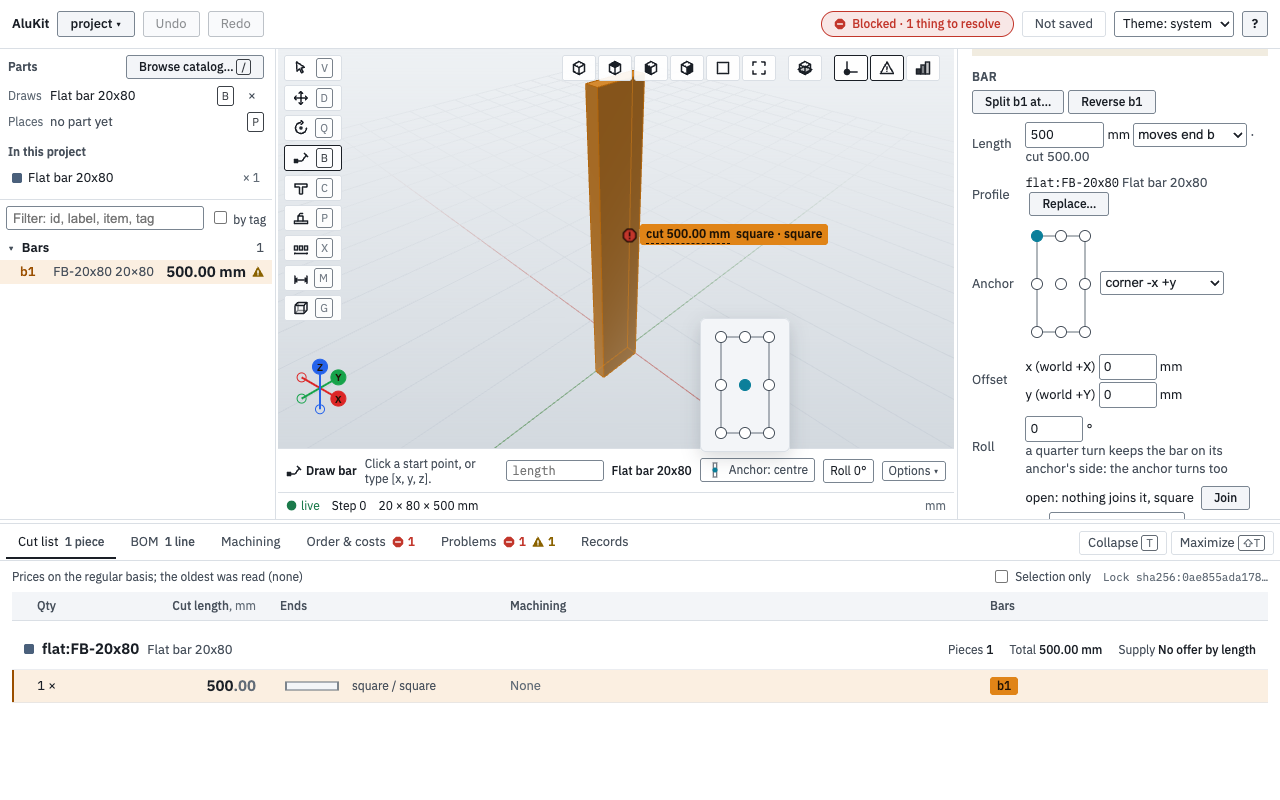 AluKit project ▾ Undo Redo Blocked · 1 thing to resolve Not saved Theme: system ?
Parts Browse catalog… /
Draws Flat bar 20x80 B ×
Places no part yet P
In this project
Flat bar 20x80 × 1
Filter: id, label, item, tag by tag
▾ Bars 1
b1 FB-20x80 20×80 500.00 mm
V
D
Q
B
C
P
X
M
G
cut 500.00 mm square · square
Z
Y
X
Draw bar Click a start point, or type [x, y, z]. length Flat bar 20x80 Anchor: centre Roll 0° Options ▾
live Step 0 20 × 80 × 500 mm mm
BAR
Split b1 at… Reverse b1
Length 500 mm moves end b ·
cut 500.00
Profile flat:FB-20x80 Flat bar 20x80
Replace…
Anchor corner -x +y
Offset x (world +X) 0 mm
y (world +Y) 0 mm
Roll 0 °
a quarter turn keeps the bar on its
anchor's side: the anchor turns too
open: nothing joins it, square Join
Cut list 1 piece BOM 1 line Machining Order & costs 1 Problems 1 1 Records Collapse T Maximize ⇧T
Prices on the regular basis; the oldest was read (none) Selection only Lock sha256:0ae855ada178…
Qty Cut length, mm Ends Machining Bars
flat:FB-20x80 Flat bar 20x80 Pieces 1 Total 500.00 mm Supply No offer by length
1 × 500.00 square / square None b1